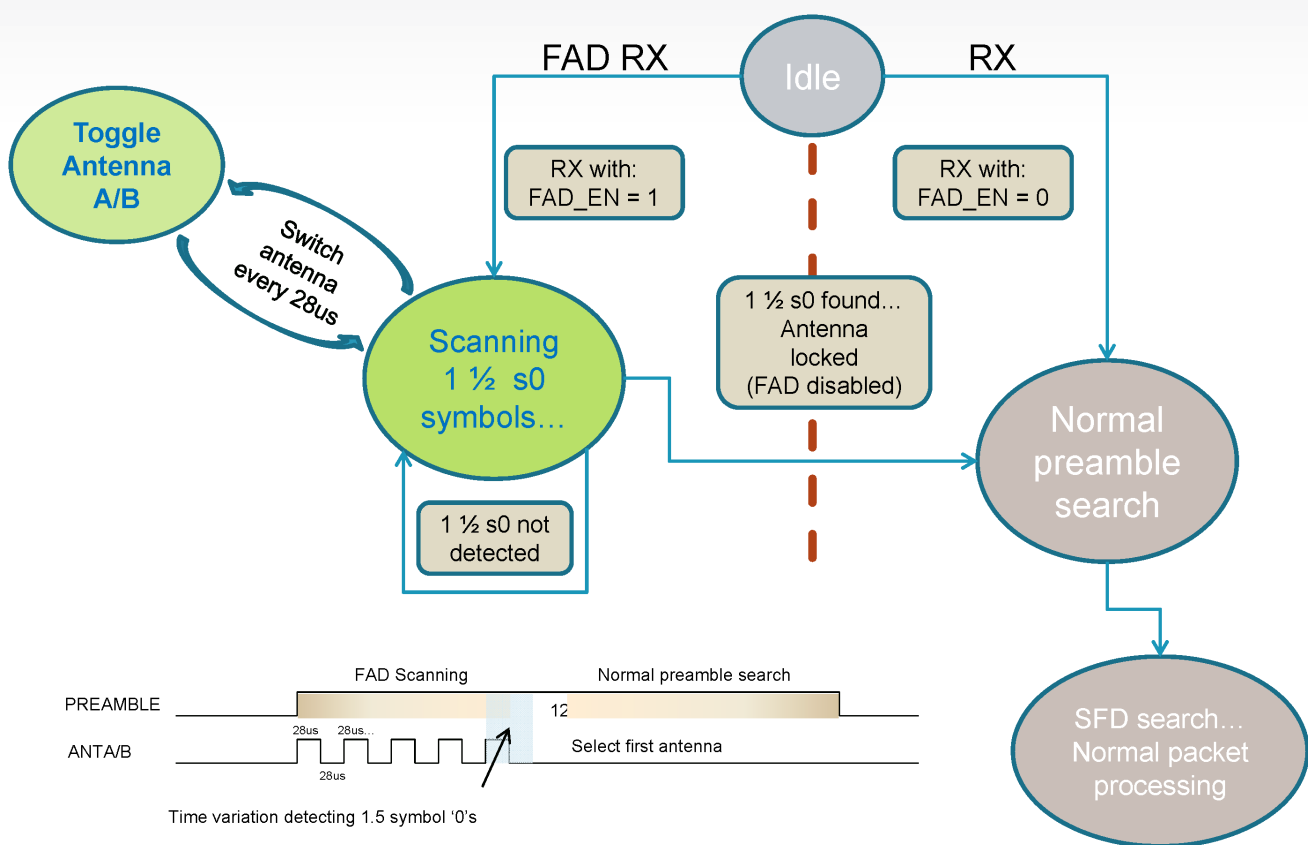 FAD RX
Idle
RX
Toggle
Antenna
A/B
RX with:
FAD_EN = 1
RX with:
FAD_EN = 0
Switch
antenna
every 28us
1 ½ s0 found...
Antenna
locked
(FAD disabled)
Scanning
1 ½ s0
symbols...
Normal
preamble
search
1 ½ s0 not
detected
FAD Scanning
Normal preamble search
PREAMBLE
12
28us
28us...
ANTA/B
Select first antenna
28us
Time variation detecting 1.5 symbol ‘0’s
SFD search...
Normal packet
processing